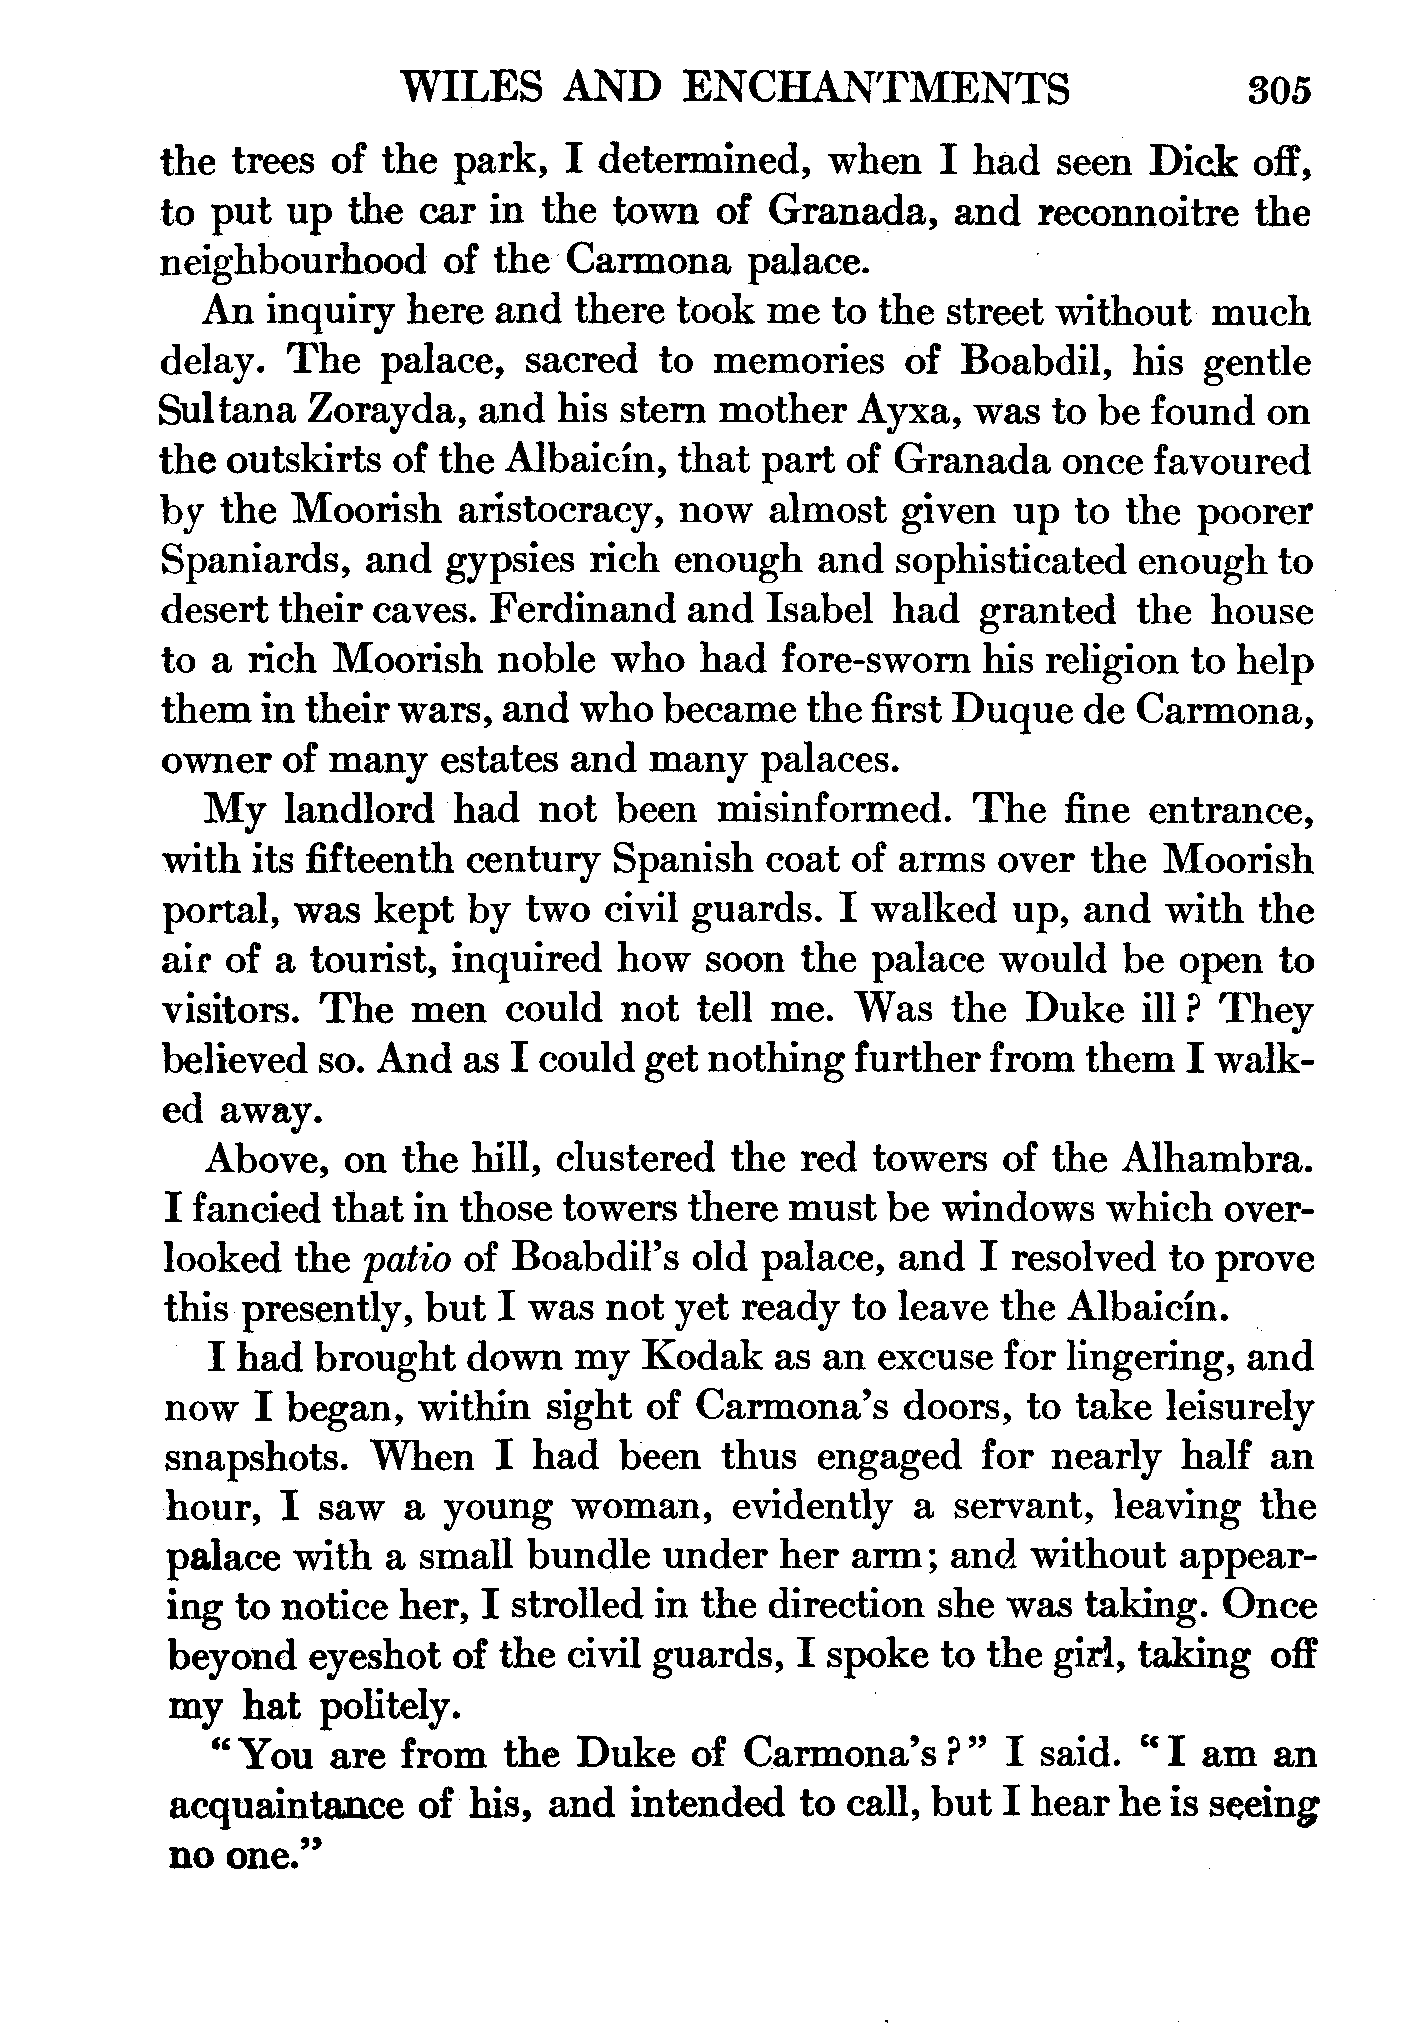 WILES AND ENCHANTMENTS 305
the trees of the park, I determined, when I had seen Dick off,
to put up the car in the town of Granada, and reconnoitre the
neighbourhood of the Carmona palace.
An inquiry here and there took me to the street without much
delay. The palace, sacred to memories of Boabdil, his gentle
Sultana Zorayda, and his stern mother Ayxa, was to be found on
the outskirts of the Albaicín, that part of Granada once favoured
by the Moorish aristocracy, now almost given up to the poorer
Spaniards, and gypsies rich enough and sophisticated enough to
desert their caves. Ferdinand and Isabel had granted the house
to a rich Moorish noble who had fore-sworn his religion to help
them in their wars, and who became the first Duque de Carmona,
owner of many estates and many palaces.
My landlord had not been misinformed. The fine entrance,
with its fifteenth century Spanish coat of arms over the Moorish
portal, was kept by two civil guards. I walked up, and with the
air of a tourist, inquired how soon the palace would be open to
visitors. The men could not tell me. Was the Duke ill? They
believed so. And as I could get nothing further from them I walk-
ed away.
Above, on the hill, clustered the red towers of the Alhambra.
I fancied that in those towers there must be windows which over-
looked the patio of Boabdil's old palace, and I resolved to prove
this presently, but I was not yet ready to leave the Albaicín.
I had brought down my Kodak as an excuse for lingering, and
now I began, within sight of Carmona's doors, to take leisurely
snapshots. When I had been thus engaged for nearly half an
hour, I saw a young woman, evidently a servant, leaving the
palace with a small bundle under her arm; and without appear-
ing to notice her, I strolled in the direction she was taking. Once
beyond eyeshot of the civil guards, I spoke to the girl, taking off
my hat politely.
"You are from the Duke of Carmona's?" I said. "I am an
acquaintance of his, and intended to call, but I hear he is seeing
no one."